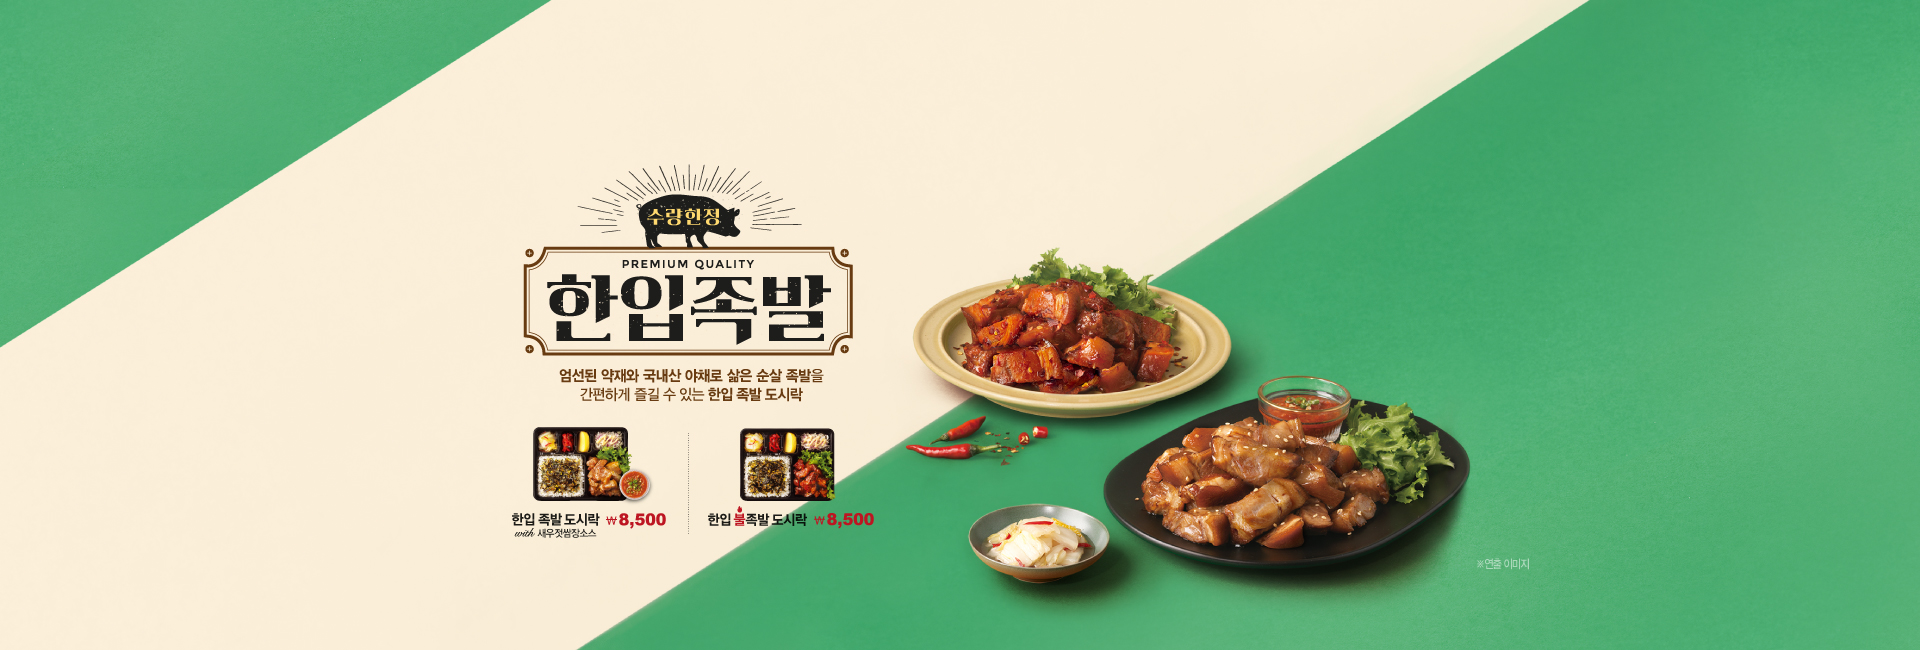 수량한정
PREMIUM QUALITY
한입족발
엄선된 약재와 국내산 야채로 삶은 순살 족발을
간편하게 즐길 수 있는 한입 족발 도시락
한입 족발 도시락 ₩8,500
with 새우젓쌈장소스
한입 불족발 도시락 ₩8,500
※연출 이미지